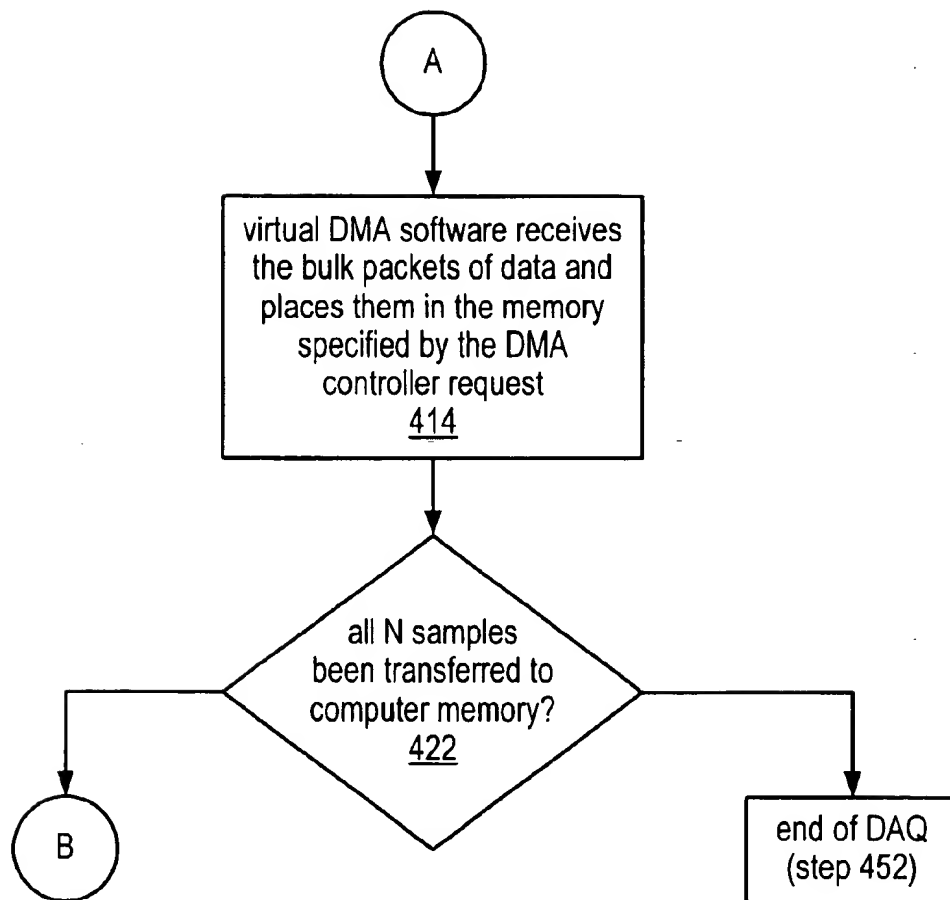 A
virtual DMA software receives
the bulk packets of data and
places them in the memory
specified by the DMA
controller request
414
all N samples
been transferred to
computer memory?
422
B
end of DAQ
(step 452)